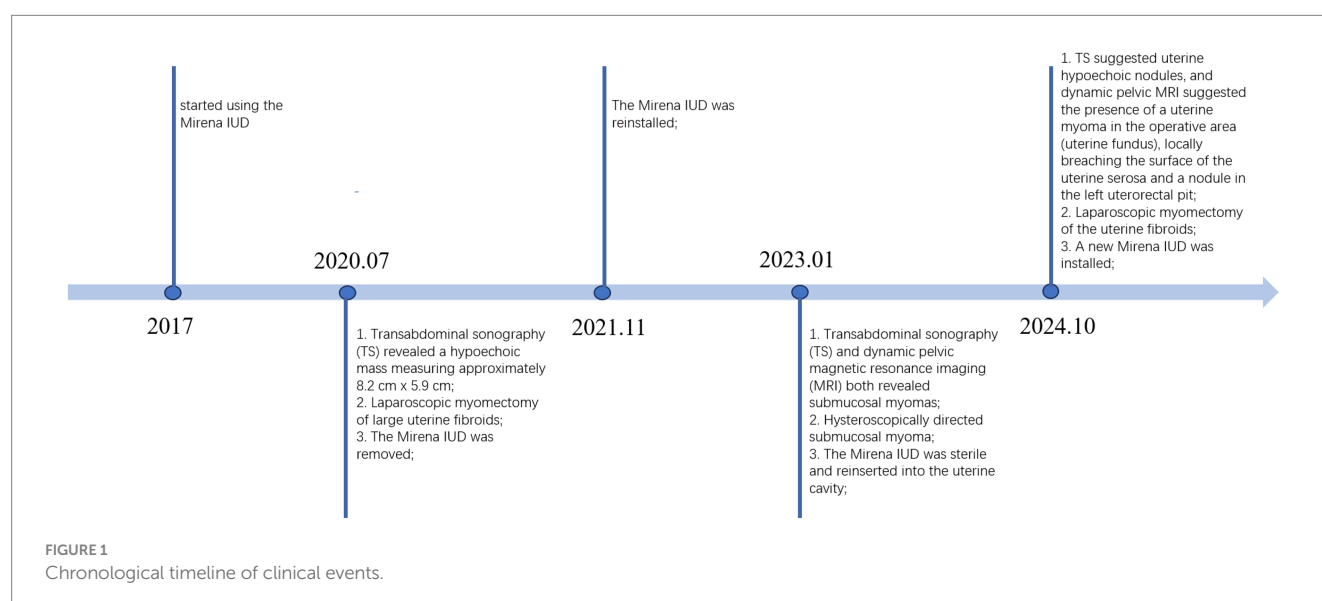 started using the
Mirena IUD
2017
2020.07
1. Transabdominal sonography
(TS) revealed a hypoechoic
mass measuring approximately
8.2 cm x 5.9 cm;
2. Laparoscopic myomectomy
of large uterine fibroids;
3. The Mirena IUD was
removed;
The Mirena IUD was
reinstalled;
2021.11
2023.01
1. Transabdominal sonography
(TS) and dynamic pelvic
magnetic resonance imaging
(MRI) both revealed
submucosal myomas;
2. Hysteroscopically directed
submucosal myoma;
3. The Mirena IUD was sterile
and reinserted into the uterine
cavity;
1. TS suggested uterine
hypoechoic nodules, and
dynamic pelvic MRI suggested
the presence of a uterine
myoma in the operative area
(uterine fundus), locally
breaching the surface of the
uterine serosa and a nodule in
the left uterorectal pit;
2. Laparoscopic myomectomy
of the uterine fibroids;
3. A new Mirena IUD was
installed;
2024.10
FIGURE 1
Chronological timeline of clinical events.